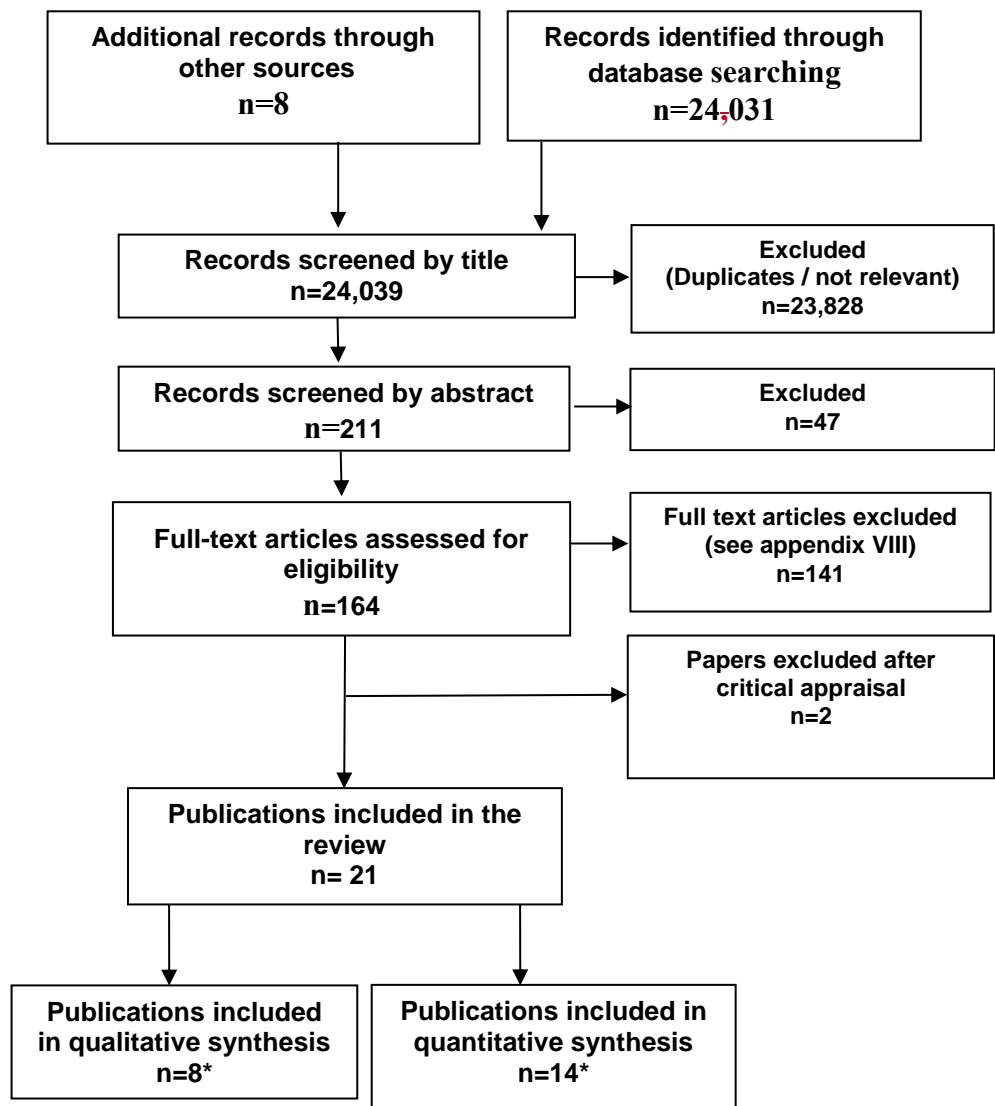 Additional records through
other sources
n=8
Records identified through
database searching
n=24,031
Records screened by title
n=24,039
Excluded
(Duplicates / not relevant)
n=23,828
Records screened by abstract
n=211
Excluded
n=47
Full-text articles assessed for
eligibility
n=164
Full text articles excluded
(see appendix VIII)
n=141
Papers excluded after
critical appraisal
n=2
Publications included in the
review
n= 21
Publications included
in qualitative synthesis
n=8*
Publications included in
quantitative synthesis
n=14*